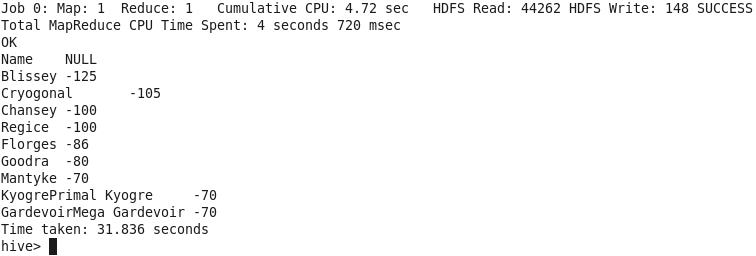 Job 0: Map: 1  Reduce: 1   Cumulative CPU: 4.72 sec   HDFS Read: 44262 HDFS Write: 148 SUCCESS
Total MapReduce CPU Time Spent: 4 seconds 720 msec
OK
Name    NULL
Blissey -125
Cryogonal       -105
Chansey -100
Regice  -100
Florges -86
Goodra  -80
Mantyke -70
KyogrePrimal Kyogre     -70
GardevoirMega Gardevoir -70
Time taken: 31.836 seconds
hive>